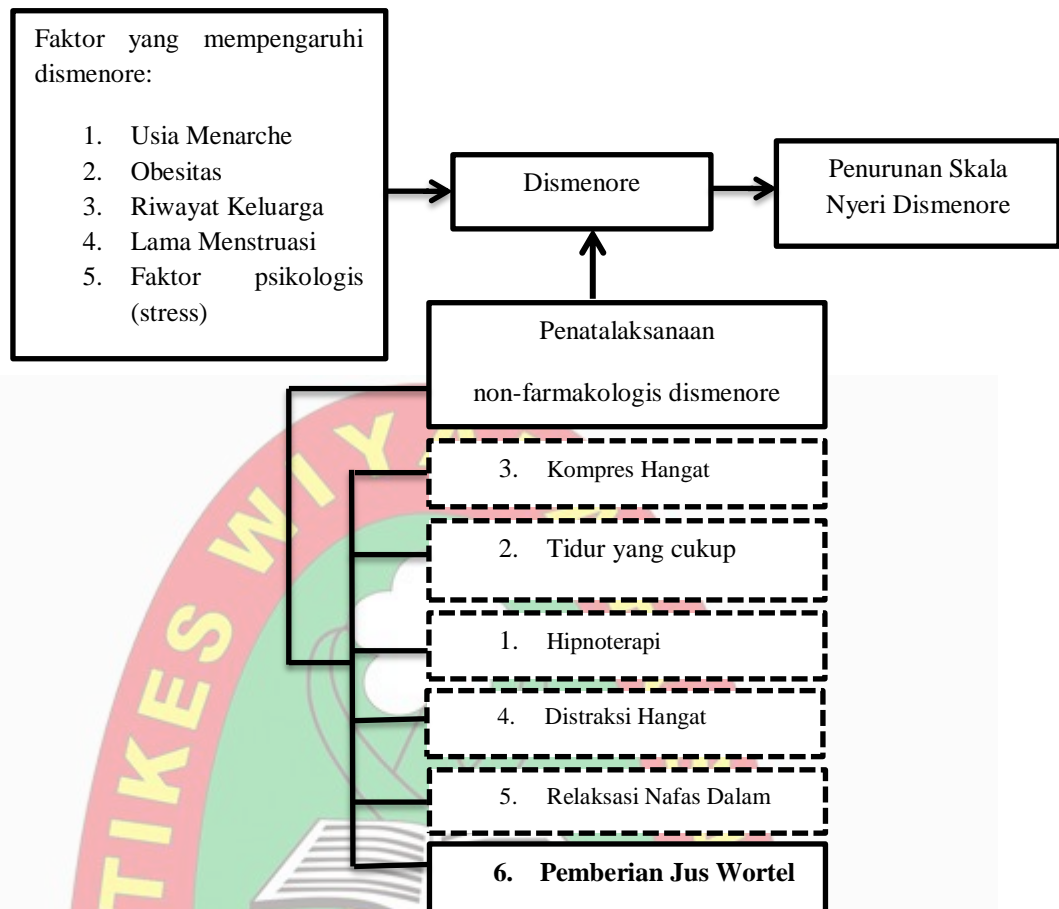 Faktor yang mempengaruhi
dismenore:
1. Usia Menarche
2. Obesitas
3. Riwayat Keluarga
4. Lama Menstruasi
5. Faktor psikologis
(stress)
Dismenore
Penurunan Skala
Nyeri Dismenore
Penatalaksanaan
non-farmakologis dismenore
3. Kompres Hangat
2. Tidur yang cukup
1. Hipnoterapi
4. Distraksi Hangat
5. Relaksasi Nafas Dalam
6. Pemberian Jus Wortel
TIKES WIYA